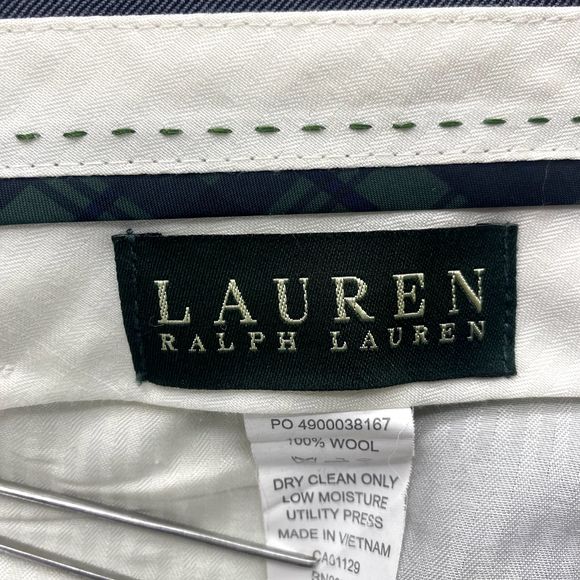 LAUREN
RALPH LAUREN
PO 4900038167
100% WOOL
DRY CLEAN ONLY
LOW MOISTURE
UTILITY PRESS
MADE IN VIETNAM
CA01129